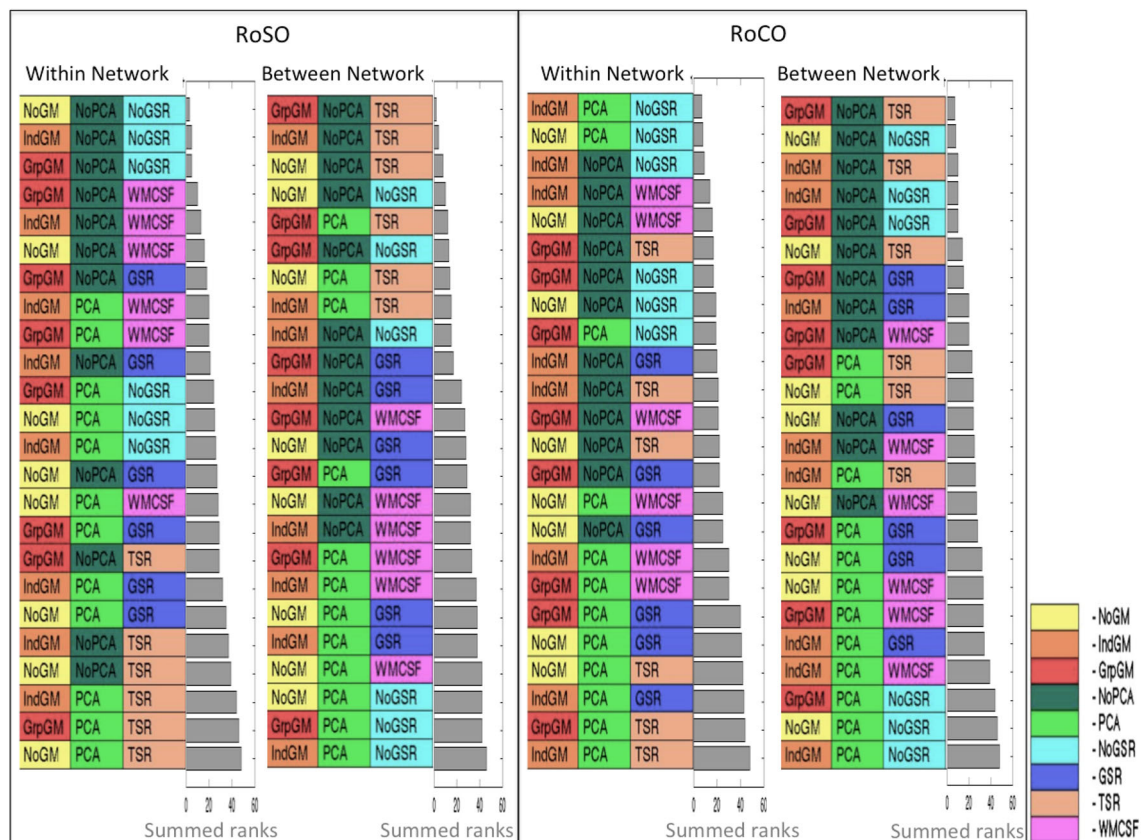 RoSO
RoCO
Within Network
Between Network
Within Network
Between Network
NoGM NoPCA NoGSR
IndGM NoPCA NoGSR
GrpGM NoPCA NoGSR
GrpGM NoPCA WMCSF
IndGM NoPCA WMCSF
NoGM NoPCA WMCSF
GrpGM NoPCA GSR
IndGM PCA WMCSF
GrpGM PCA WMCSF
IndGM NoPCA GSR
GrpGM PCA NoGSR
NoGM PCA NoGSR
IndGM PCA NoGSR
NoGM NoPCA GSR
NoGM PCA WMCSF
GrpGM PCA GSR
GrpGM NoPCA TSR
IndGM PCA GSR
NoGM PCA GSR
IndGM NoPCA TSR
NoGM NoPCA TSR
IndGM PCA TSR
GrpGM PCA TSR
NoGM PCA TSR
0 20 40 60
Summed ranks
GrpGM NoPCA TSR
IndGM NoPCA TSR
NoGM NoPCA TSR
NoGM NoPCA NoGSR
GrpGM PCA TSR
GrpGM NoPCA NoGSR
NoGM PCA TSR
IndGM PCA TSR
IndGM NoPCA NoGSR
GrpGM NoPCA GSR
IndGM NoPCA GSR
GrpGM NoPCA WMCSF
NoGM NoPCA GSR
GrpGM PCA GSR
NoGM NoPCA WMCSF
IndGM NoPCA WMCSF
GrpGM PCA WMCSF
IndGM PCA WMCSF
NoGM PCA GSR
IndGM PCA GSR
NoGM PCA WMCSF
NoGM PCA NoGSR
GrpGM PCA NoGSR
IndGM PCA NoGSR
0 20 40 60
Summed ranks
IndGM PCA NoGSR
NoGM PCA NoGSR
IndGM NoPCA NoGSR
IndGM NoPCA WMCSF
NoGM NoPCA WMCSF
GrpGM NoPCA TSR
GrpGM NoPCA NoGSR
NoGM NoPCA NoGSR
GrpGM PCA NoGSR
IndGM NoPCA GSR
IndGM NoPCA TSR
GrpGM NoPCA WMCSF
NoGM NoPCA TSR
GrpGM NoPCA GSR
NoGM PCA WMCSF
NoGM NoPCA GSR
IndGM PCA WMCSF
GrpGM PCA WMCSF
GrpGM PCA GSR
NoGM PCA GSR
NoGM PCA TSR
IndGM PCA GSR
GrpGM PCA TSR
IndGM PCA TSR
0 20 40 60
Summed ranks
GrpGM NoPCA TSR
NoGM NoPCA NoGSR
IndGM NoPCA TSR
IndGM NoPCA NoGSR
GrpGM NoPCA NoGSR
NoGM NoPCA TSR
GrpGM NoPCA GSR
IndGM NoPCA GSR
GrpGM NoPCA WMCSF
GrpGM PCA TSR
NoGM PCA TSR
NoGM NoPCA GSR
IndGM NoPCA WMCSF
IndGM PCA TSR
NoGM NoPCA WMCSF
GrpGM PCA GSR
NoGM PCA GSR
NoGM PCA WMCSF
GrpGM PCA WMCSF
IndGM PCA GSR
IndGM PCA WMCSF
GrpGM PCA NoGSR
NoGM PCA NoGSR
IndGM PCA NoGSR
0 20 40 60
Summed ranks
- NoGM
- IndGM
- GrpGM
- NoPCA
- PCA
- NoGSR
- GSR
- TSR
- WMCSF